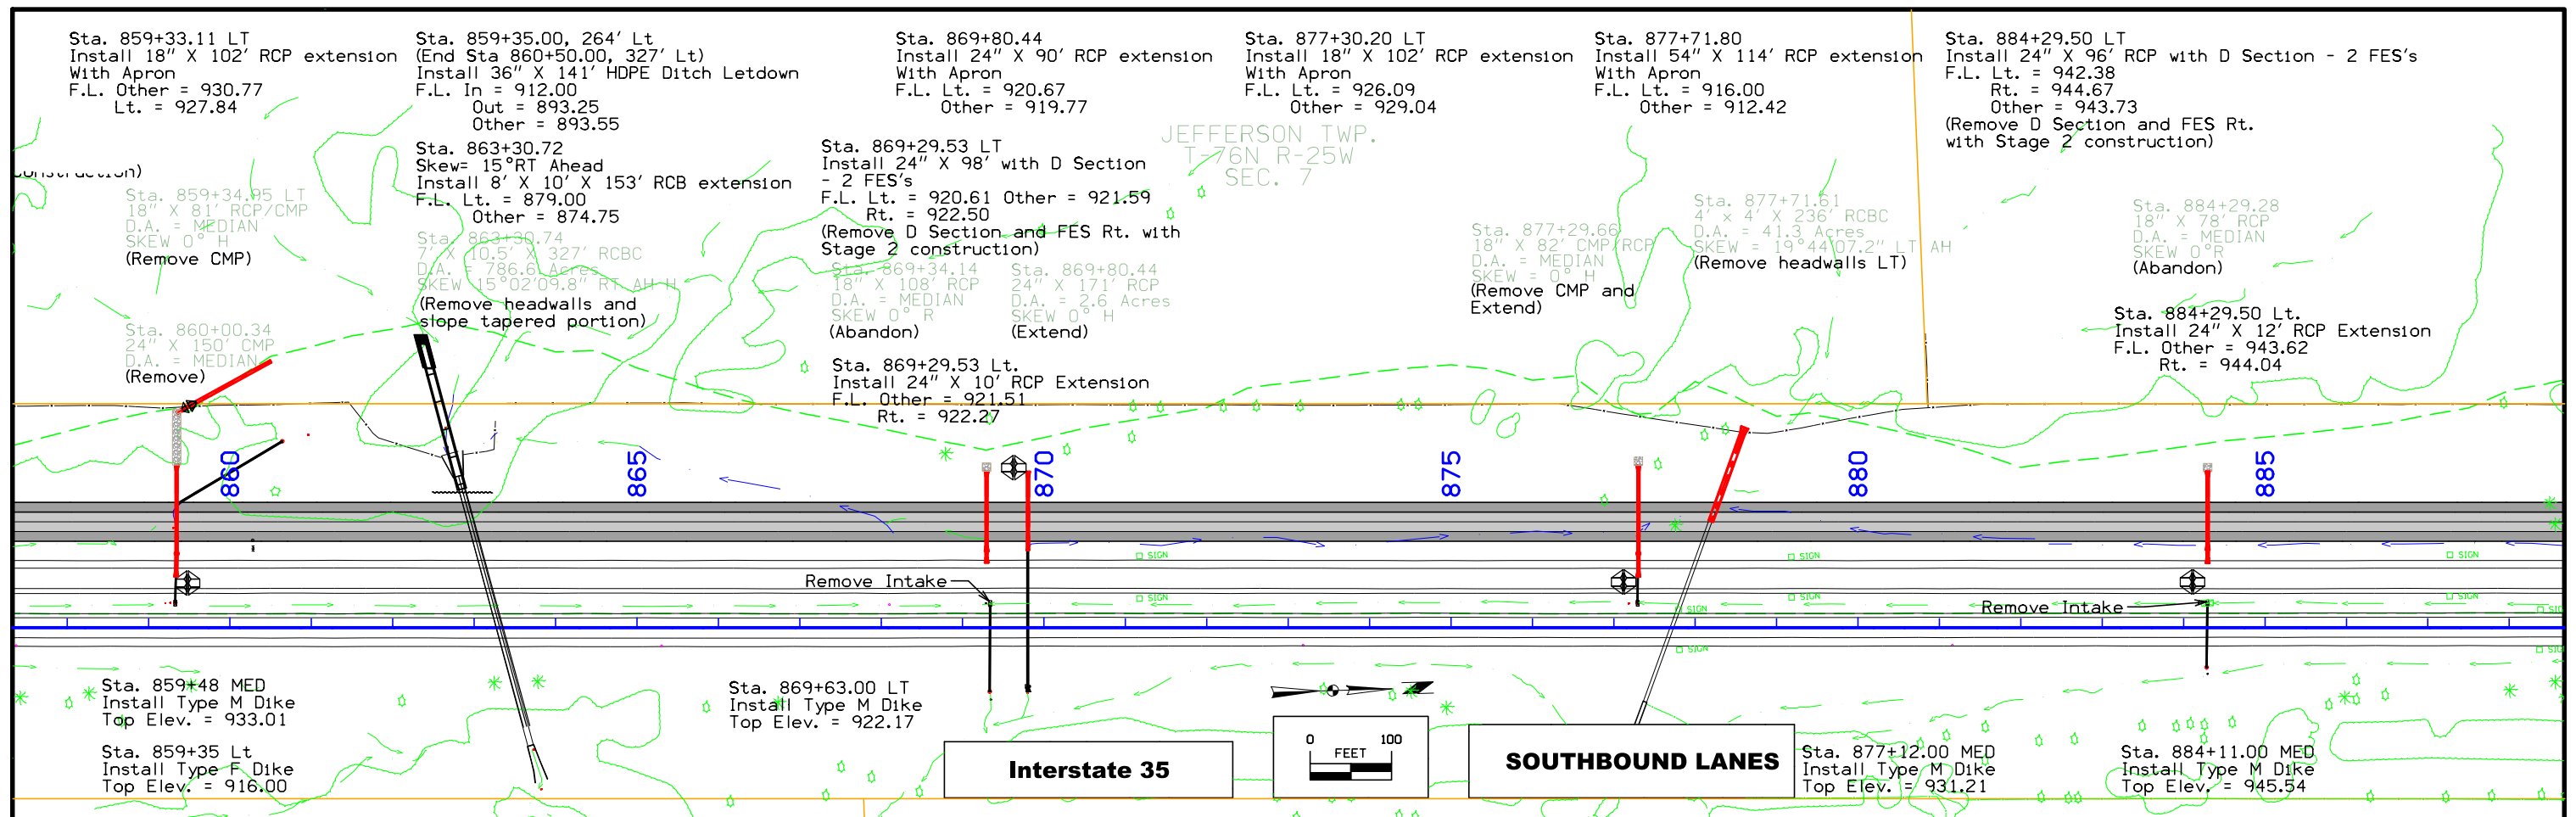 Sta. 859+33.11 LT
Install 18" X 102' RCP extension
With Apron
F.L. Other = 930.77
Lt. = 927.84
Sta. 859+35.00, 264' Lt
(End Sta 860+50.00, 327' Lt)
Install 36" X 141' HDPE Ditch Letdown
F.L. In = 912.00
Out = 893.25
Other = 893.55
Sta. 863+30.72
Skew= 15°RT Ahead
Install 8' X 10' X 153' RCB extension
F.L. Lt. = 879.00
Other = 874.75
Sta. 863+30.74
7' X 10.5' X 327' RCBC
D.A. = 786.6 Acres
SKEW 15°02'09.8" RT AH H
(Remove headwalls and
slope tapered portion)
Sta. 869+80.44
Install 24" X 90' RCP extension
With Apron
F.L. Lt. = 920.67
Other = 919.77
Sta. 869+29.53 LT
Install 24" X 98' with D Section
- 2 FES's
F.L. Lt. = 920.61 Other = 921.59
Rt. = 922.50
(Remove D Section and FES Rt. with
Stage 2 construction)
Sta. 869+34.14
18" X 108' RCP
D.A. = MEDIAN
SKEW 0° R
(Abandon)
Sta. 869+80.44
24" X 171' RCP
D.A. = 2.6 Acres
SKEW 0° H
(Extend)
Sta. 869+29.53 Lt.
Install 24" X 10' RCP Extension
F.L. Other = 921.51
Rt. = 922.27
Sta. 877+30.20 LT
Install 18" X 102' RCP extension
With Apron
F.L. Lt. = 926.09
Other = 929.04
JEFFERSON TWP.
T-76N R-25W
SEC. 7
Sta. 877+71.80
Install 54" X 114' RCP extension
With Apron
F.L. Lt. = 916.00
Other = 912.42
Sta. 877+29.66
18" X 82' CMP/RCP
D.A. = MEDIAN
SKEW = 0° H
(Remove CMP and
Extend)
Sta. 877+71.61
4' x 4' X 236' RCBC
D.A. = 41.3 Acres
SKEW = 19°44'07.2" LT AH
(Remove headwalls LT)
Sta. 884+29.50 LT
Install 24" X 96' RCP with D Section - 2 FES's
F.L. Lt. = 942.38
Rt. = 944.67
Other = 943.73
(Remove D Section and FES Rt.
with Stage 2 construction)
Sta. 884+29.28
18" X 78' RCP
D.A. = MEDIAN
SKEW 0°R
(Abandon)
Sta. 884+29.50 Lt.
Install 24" X 12' RCP Extension
F.L. Other = 943.62
Rt. = 944.04
construction)
Sta. 859+34.95 LT
18" X 81' RCP/CMP
D.A. = MEDIAN
SKEW 0° H
(Remove CMP)
Sta. 860+00.34
24" X 150' CMP
D.A. = MEDIAN
(Remove)
860
865
870
875
880
885
SIGN
SIGN
SIGN
Remove Intake
SIGN
SIGN
SIGN
SIGN
Remove Intake
SIGN
SIGN
Sta. 859+48 MED
Install Type M Dike
Top Elev. = 933.01
Sta. 859+35 Lt
Install Type F Dike
Top Elev. = 916.00
Sta. 869+63.00 LT
Install Type M Dike
Top Elev. = 922.17
Interstate 35
0 100
FEET
SOUTHBOUND LANES
Sta. 877+12.00 MED
Install Type M Dike
Top Elev. = 931.21
Sta. 884+11.00 MED
Install Type M Dike
Top Elev. = 945.54